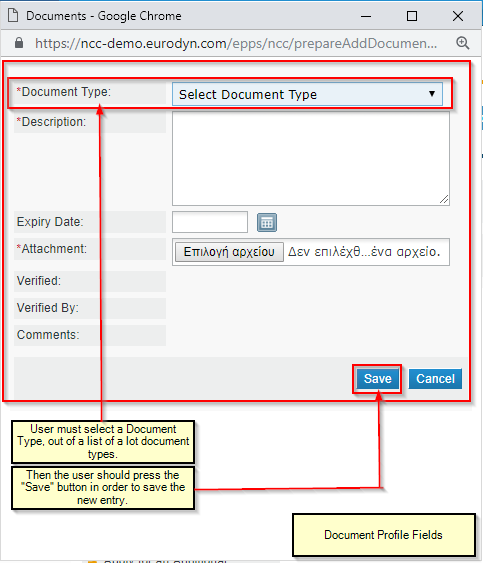 Documents - Google Chrome
https://ncc-demo.eurodyn.com/epps/ncc/prepareAddDocumen...
*Document Type:
Select Document Type
*Description:
Expiry Date:
*Attachment:
Επιλογή αρχείου Δεν επιλέχθ...ένα αρχείο.
Verified:
Verified By:
Comments:
Save Cancel
User must select a Document
Type, out of a list of a lot document
types.
Then the user should press the
"Save" button in order to save the
new entry.
Document Profile Fields